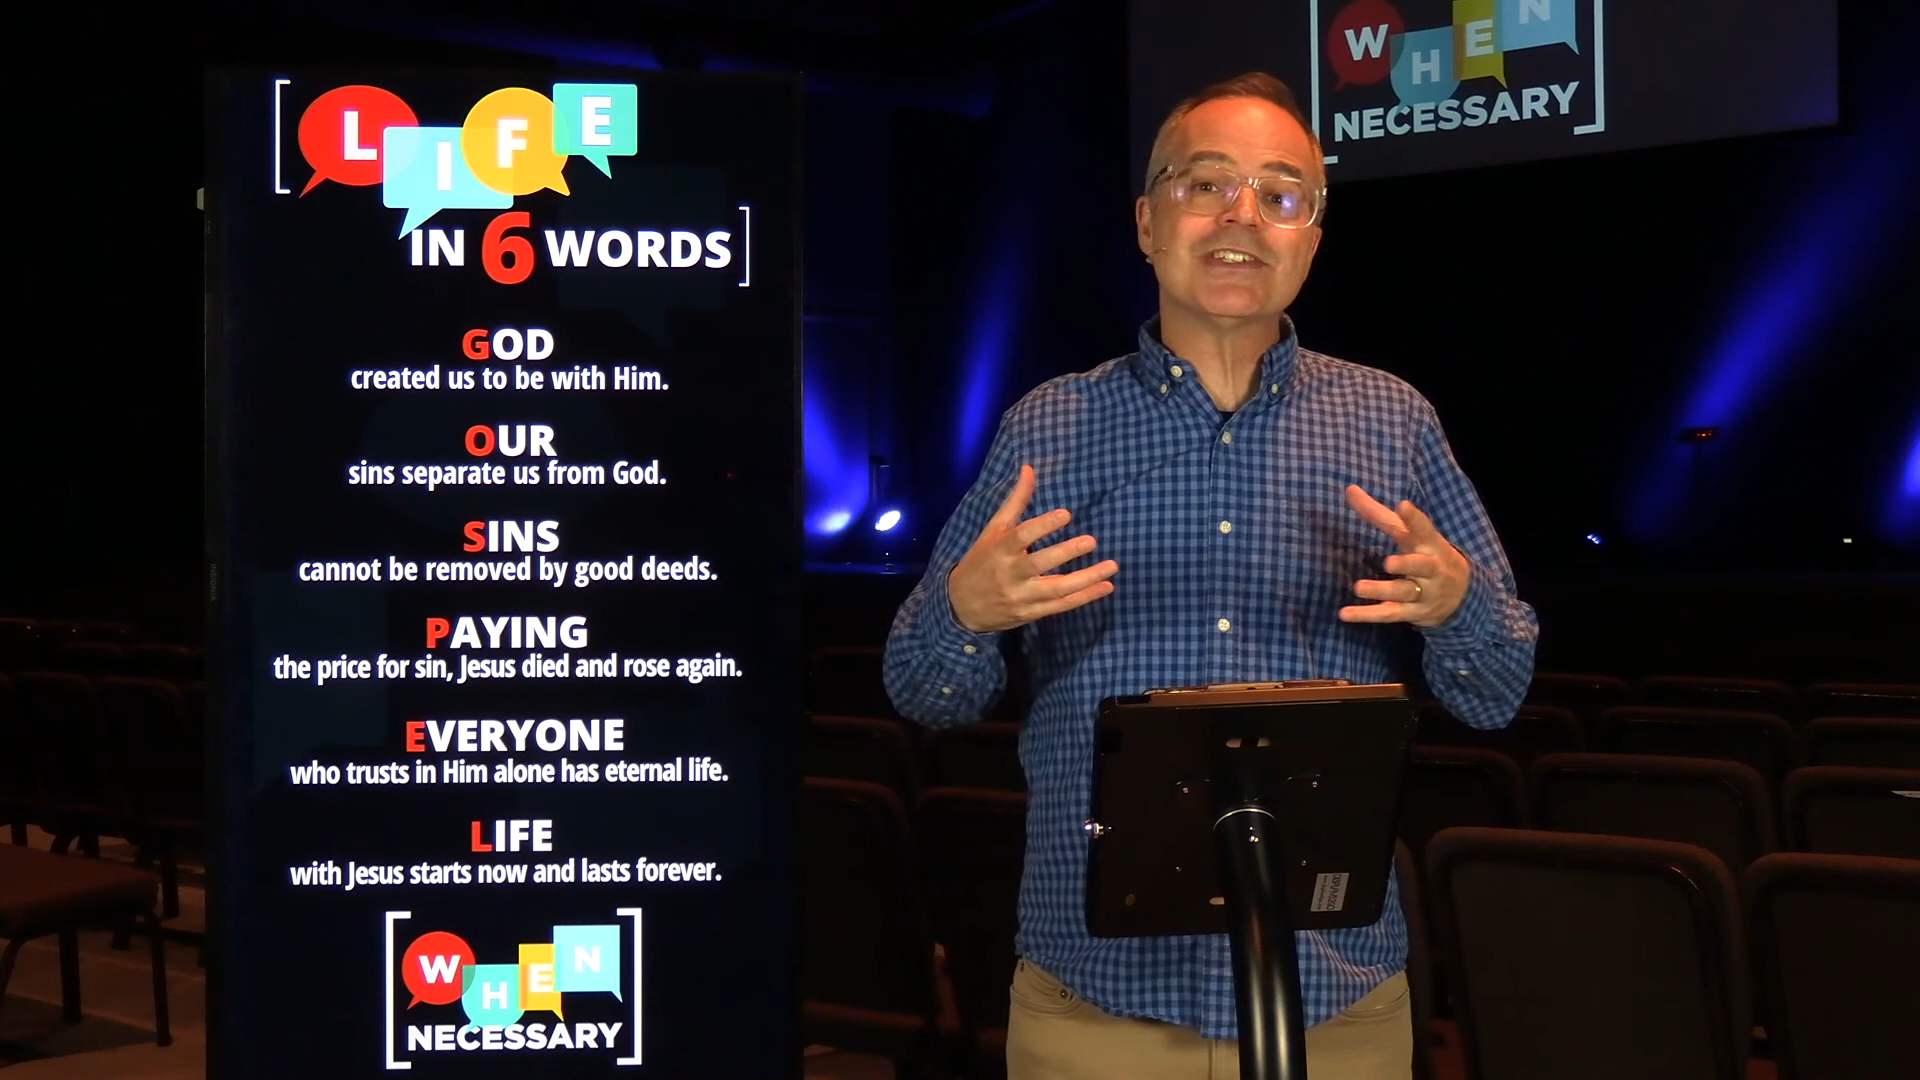 LIFE
IN 6 WORDS
GOD
created us to be with Him.
OUR
sins separate us from God.
SINS
cannot be removed by good deeds.
PAYING
the price for sin, Jesus died and rose again.
EVERYONE
who trusts in Him alone has eternal life.
LIFE
with Jesus starts now and lasts forever.
WHEN
NECESSARY
WHEN
NECESSARY
INSIGNIA